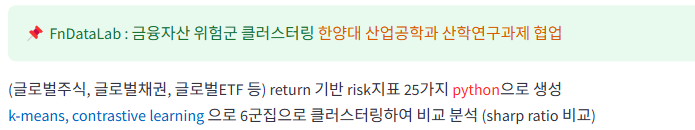 📌 FnDataLab : 금융자산 위험군 클러스터링 한양대 산업공학과 산학연구과제 협업
(글로벌주식, 글로벌채권, 글로벌ETF 등) return 기반 risk지표 25가지 python으로 생성
k-means, contrastive learning 으로 6군집으로 클러스터링하여 비교 분석 (sharp ratio 비교)